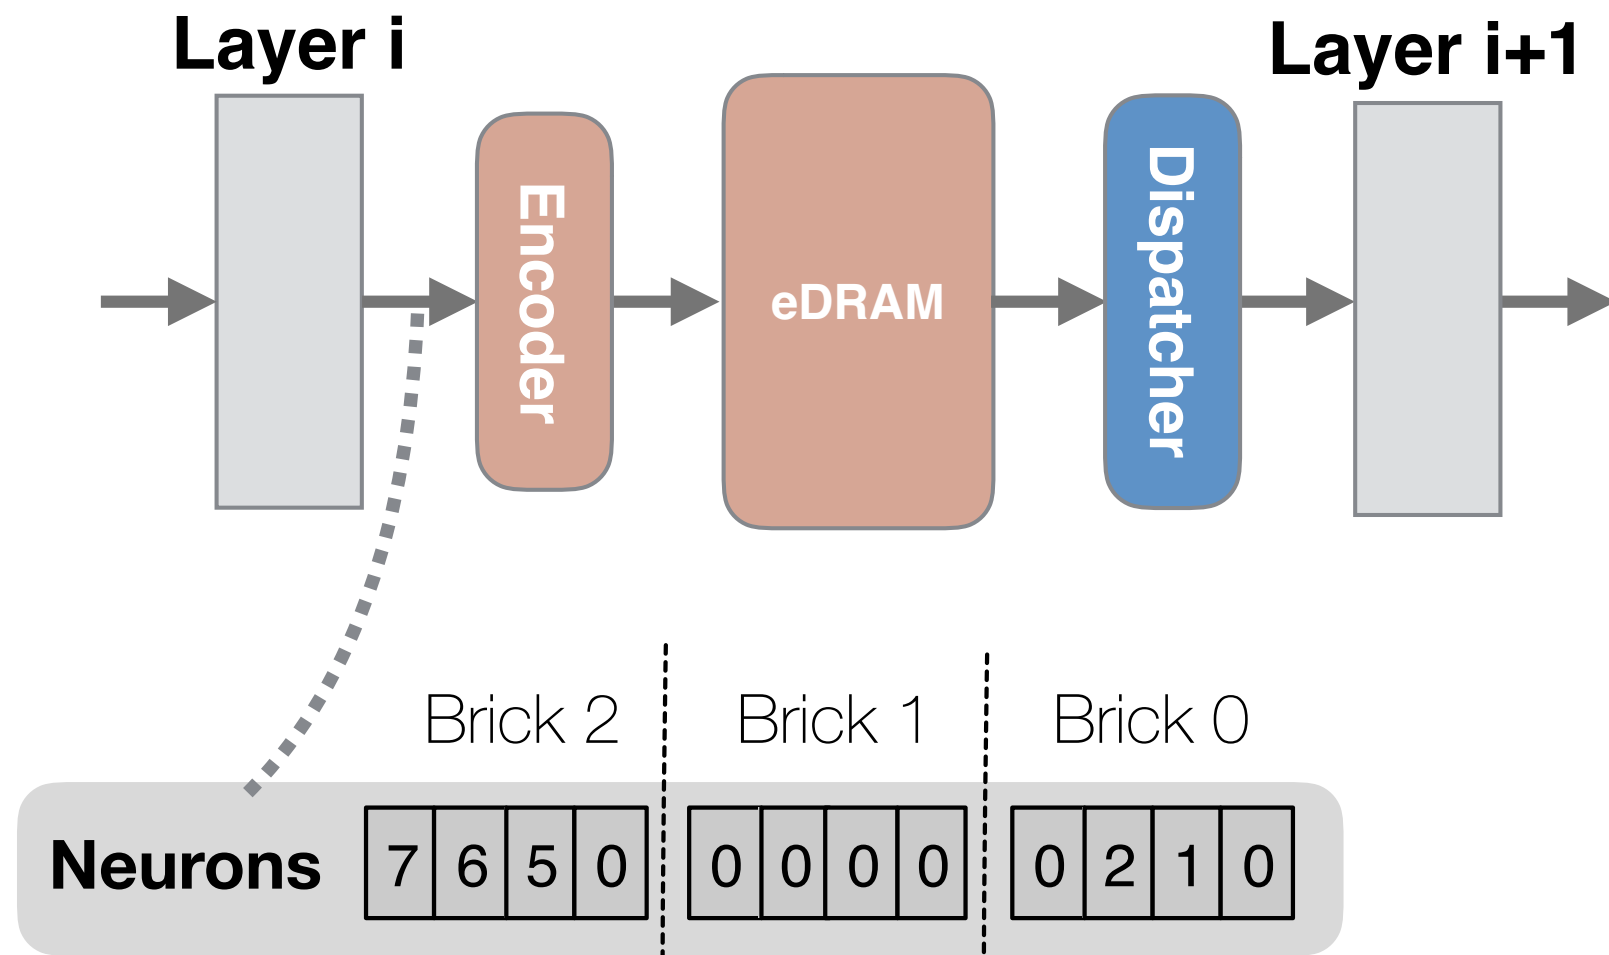 Layer i
Layer i+1
Encoder
eDRAM
Dispatcher
Brick 2 Brick 1 Brick 0
Neurons 7 6 5 0 0 0 0 0 0 2 1 0